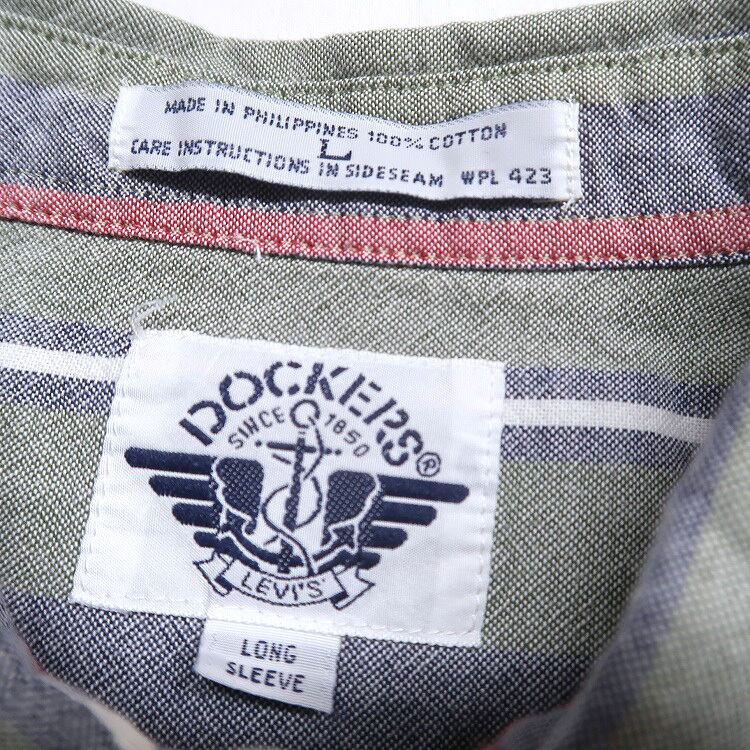 MADE IN PHILIPPINES 100% COTTON
L
CARE INSTRUCTIONS IN SIDESEAM WPL 423
DOCKERS®
SINCE 1850
LEVI'S
LONG
SLEEVE